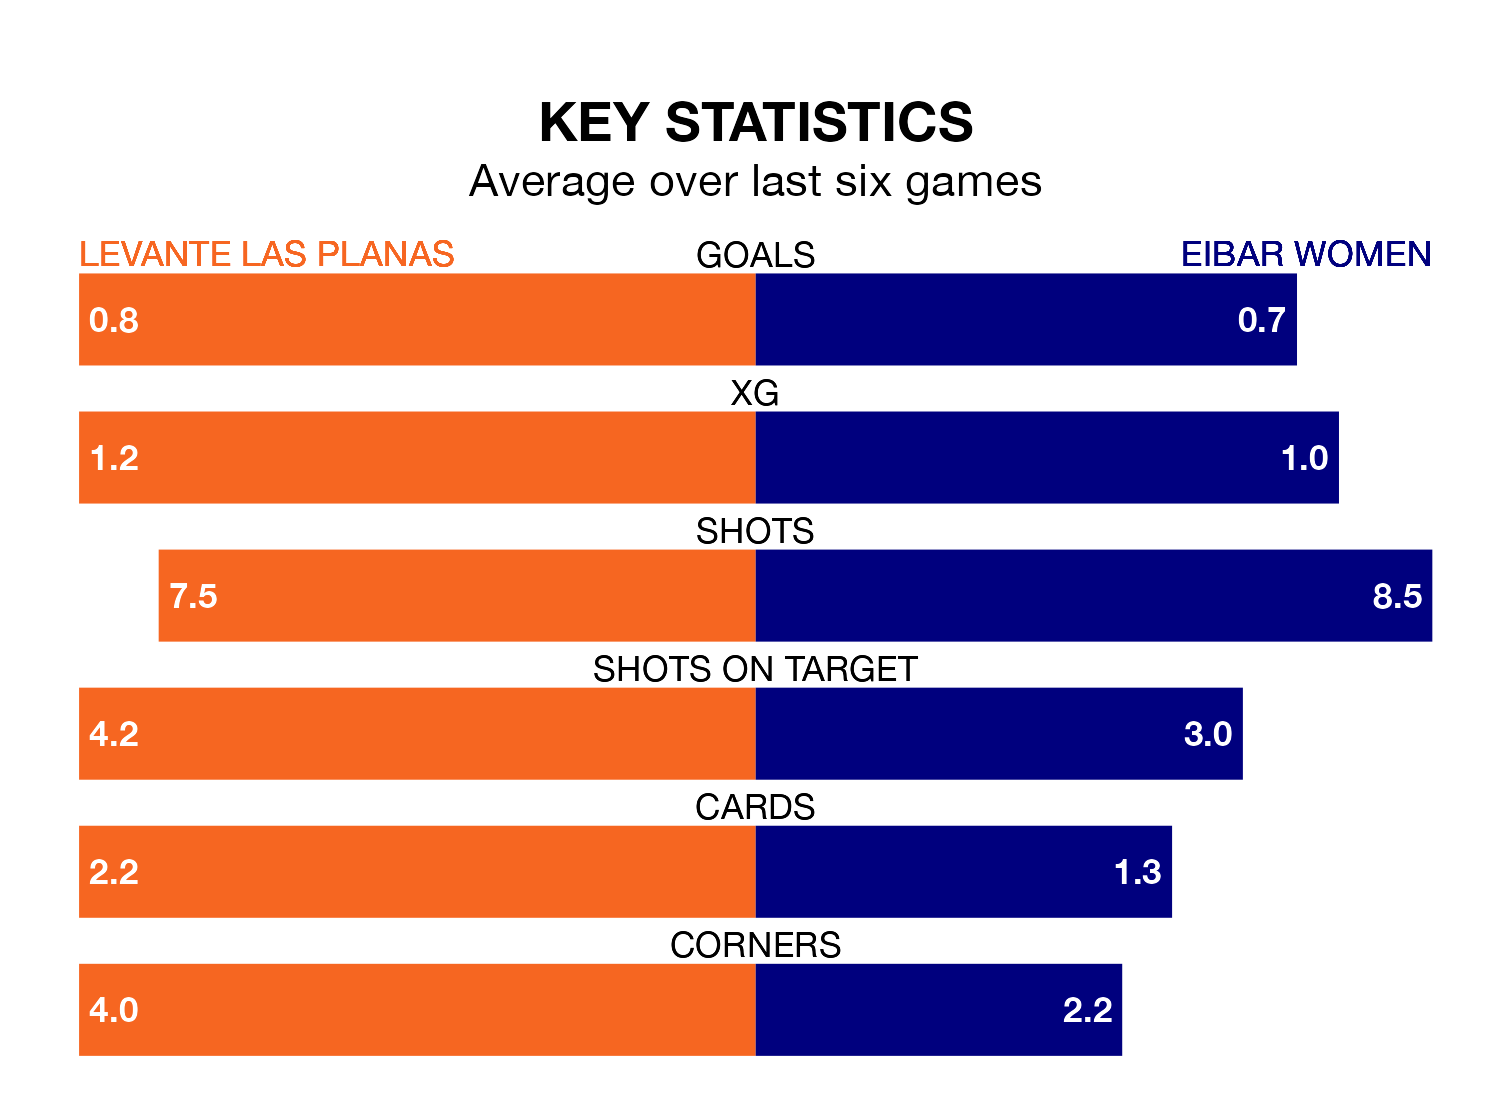 KEY STATISTICS
Average over last six games
LEVANTE LAS PLANAS GOALS EIBAR WOMEN
0.8 0.7
XG
1.2 1.0
SHOTS
7.5 8.5
SHOTS ON TARGET
4.2 3.0
CARDS
2.2 1.3
CORNERS
4.0 2.2